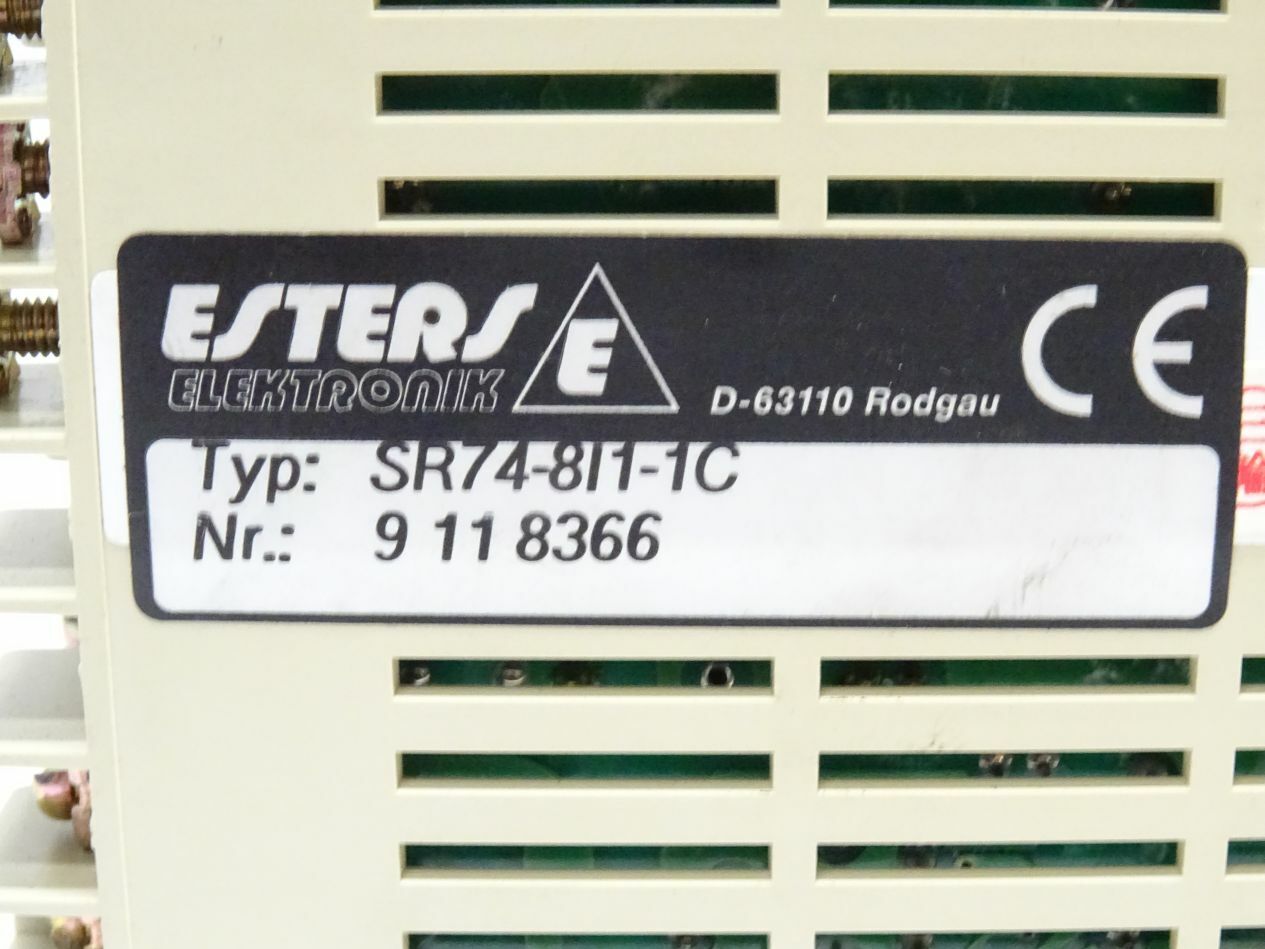 ESTERS
ELEKTRONIK
E
D-63110 Rodgau
CE
Typ: SR74-8I1-1C
Nr.: 9 11 8366